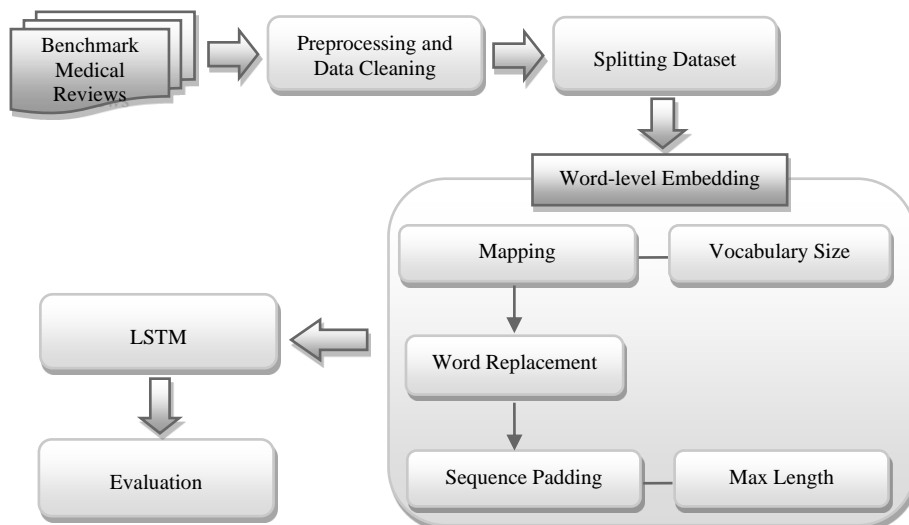 Benchmark
Medical
Reviews
Preprocessing and
Data Cleaning
Splitting Dataset
Word-level Embedding
Mapping
Vocabulary Size
Word Replacement
Sequence Padding
Max Length
LSTM
Evaluation